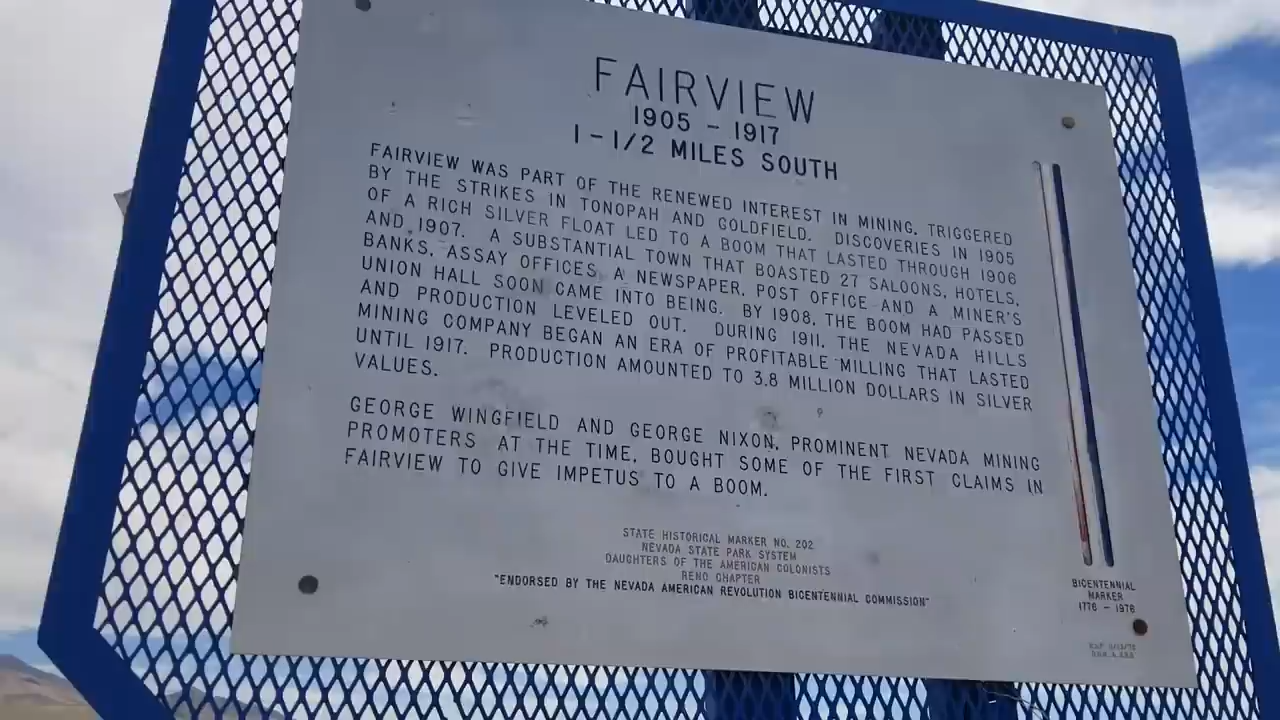 FAIRVIEW
1905 - 1917
1-1/2 MILES SOUTH
FAIRVIEW WAS PART OF THE RENEWED INTEREST IN MINING, TRIGGERED
BY THE STRIKES IN TONOPAH AND GOLDFIELD. DISCOVERIES IN 1905
OF A RICH SILVER FLOAT LED TO A BOOM THAT LASTED THROUGH 1906
AND 1907. A SUBSTANTIAL TOWN THAT BOASTED 27 SALOONS, HOTELS,
BANKS, ASSAY OFFICES, A NEWSPAPER, POST OFFICE AND A MINER'S
UNION HALL SOON CAME INTO BEING. BY 1908, THE BOOM HAD PASSED
AND PRODUCTION LEVELED OUT. DURING 1911, THE NEVADA HILLS
MINING COMPANY BEGAN AN ERA OF PROFITABLE MILLING THAT LASTED
UNTIL 1917. PRODUCTION AMOUNTED TO 3.8 MILLION DOLLARS IN SILVER
VALUES.
GEORGE WINGFIELD AND GEORGE NIXON, PROMINENT NEVADA MINING
PROMOTERS AT THE TIME, BOUGHT SOME OF THE FIRST CLAIMS IN
FAIRVIEW TO GIVE IMPETUS TO A BOOM.
STATE HISTORICAL MARKER NO. 202
NEVADA STATE PARK SYSTEM
DAUGHTERS OF THE AMERICAN COLONISTS
RENO CHAPTER
"ENDORSED BY THE NEVADA AMERICAN REVOLUTION BICENTENNIAL COMMISSION"
BICENTENNIAL
MARKER
1776 - 1976